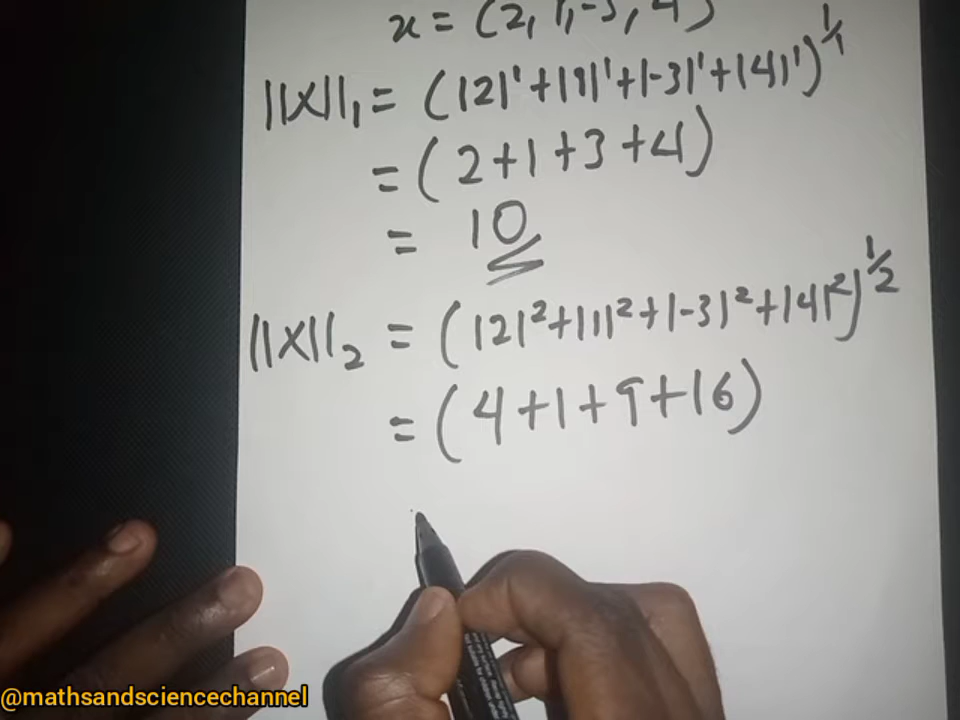 x = (2, 1, -3, 4)
||x||₁ = (|2|¹ + |1|¹ + |-3|¹ + |4|¹)^1/1
= (2 + 1 + 3 + 4)
= 10
||x||₂ = (|2|² + |1|² + |-3|² + |4|²)^1/2
= (4 + 1 + 9 + 16)
@mathsandsciencechannel